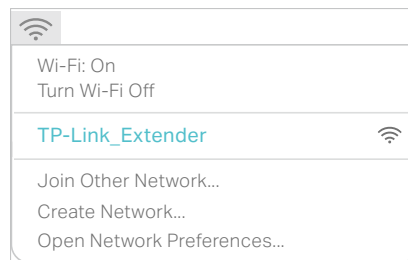 Wi-Fi: On
Turn Wi-Fi Off
TP-Link_Extender
Join Other Network...
Create Network...
Open Network Preferences...